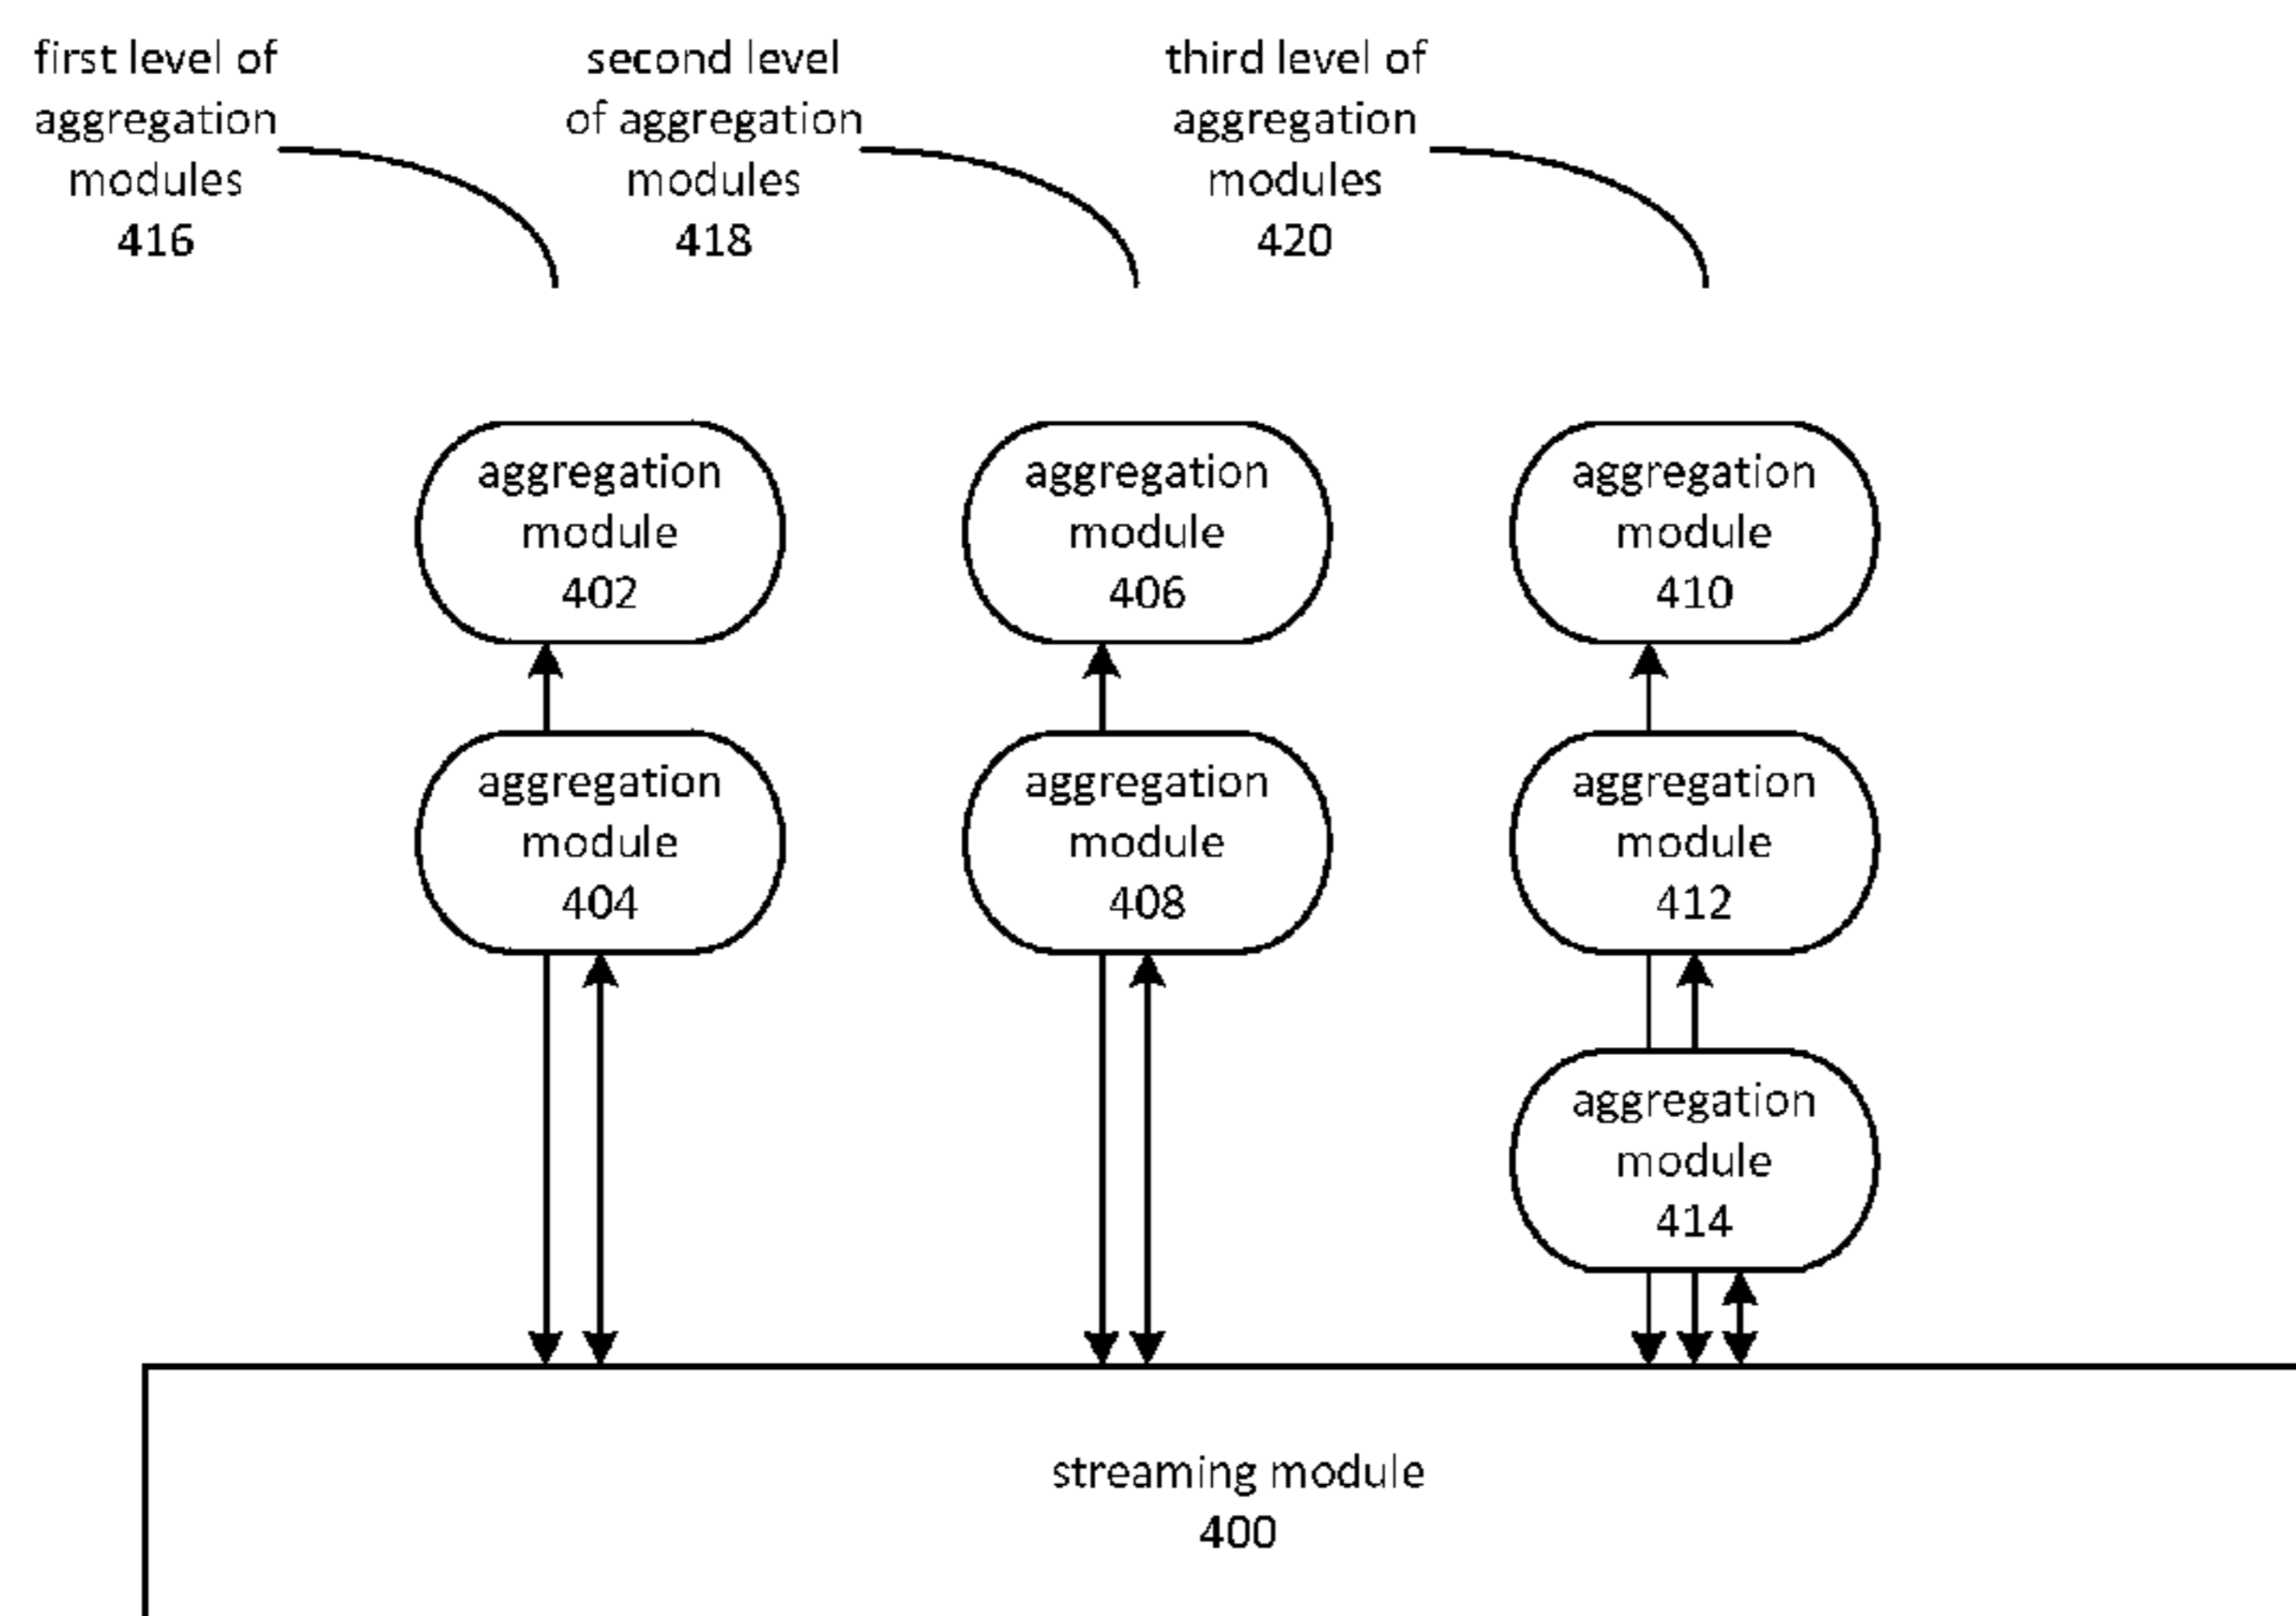 first level of
aggregation
modules
416
second level
of aggregation
modules
418
third level of
aggregation
modules
420
aggregation
module
402
aggregation
module
406
aggregation
module
410
aggregation
module
404
aggregation
module
408
aggregation
module
412
aggregation
module
414
streaming module
400